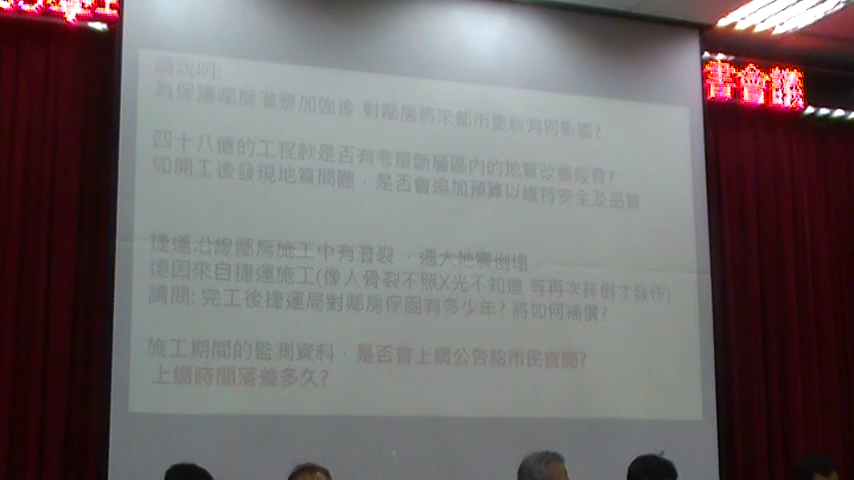 請說明:
為保護鄰房灌漿加強後 對鄰房將來都市更新有何影響?
四十八億的工程款是否有考量斷層區內的地質改善經費?
如開工後發現地質問題，是否會追加預算以維持安全及品質
捷運沿線鄰房施工中有潛裂 ，遇大地震倒塌，
遠因來自捷運施工(像人骨裂不照X光不知道 等再次摔倒才發作)
請問: 完工後捷運局對鄰房保固有多少年? 將如何補償?
施工期間的監測資料，是否會上網公告給市民查閱?
上網時間落差多久?
書會議